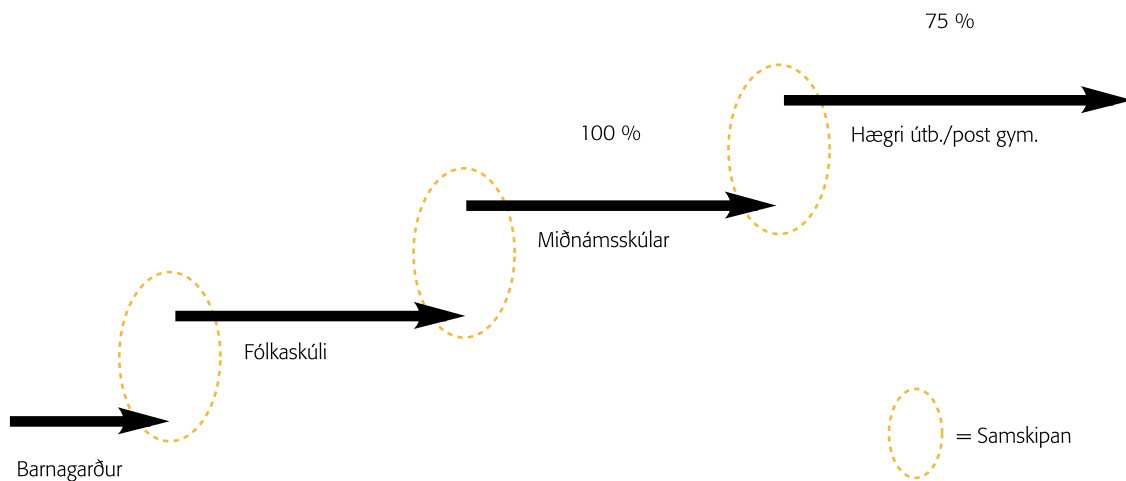 75 %
Hægri útb./post gym.
100 %
Miðnámsskúlar
Fólkaskúli
= Samskipan
Barnagarður